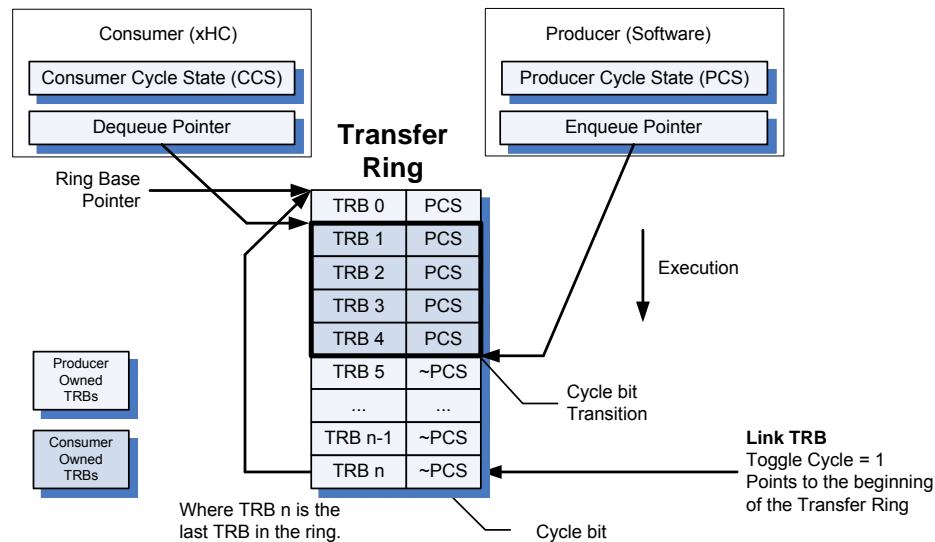 Consumer (xHC)
Consumer Cycle State (CCS)
Dequeue Pointer
Producer (Software)
Producer Cycle State (PCS)
Enqueue Pointer
Transfer
Ring
Ring Base
Pointer
TRB 0 PCS
TRB 1 PCS
TRB 2 PCS
TRB 3 PCS
TRB 4 PCS
TRB 5 ~PCS
... ...
TRB n-1 ~PCS
TRB n ~PCS
Execution
Cycle bit
Transition
Producer
Owned
TRBs
Consumer
Owned
TRBs
Link TRB
Toggle Cycle = 1
Points to the beginning
of the Transfer Ring
Where TRB n is the
last TRB in the ring.
Cycle bit